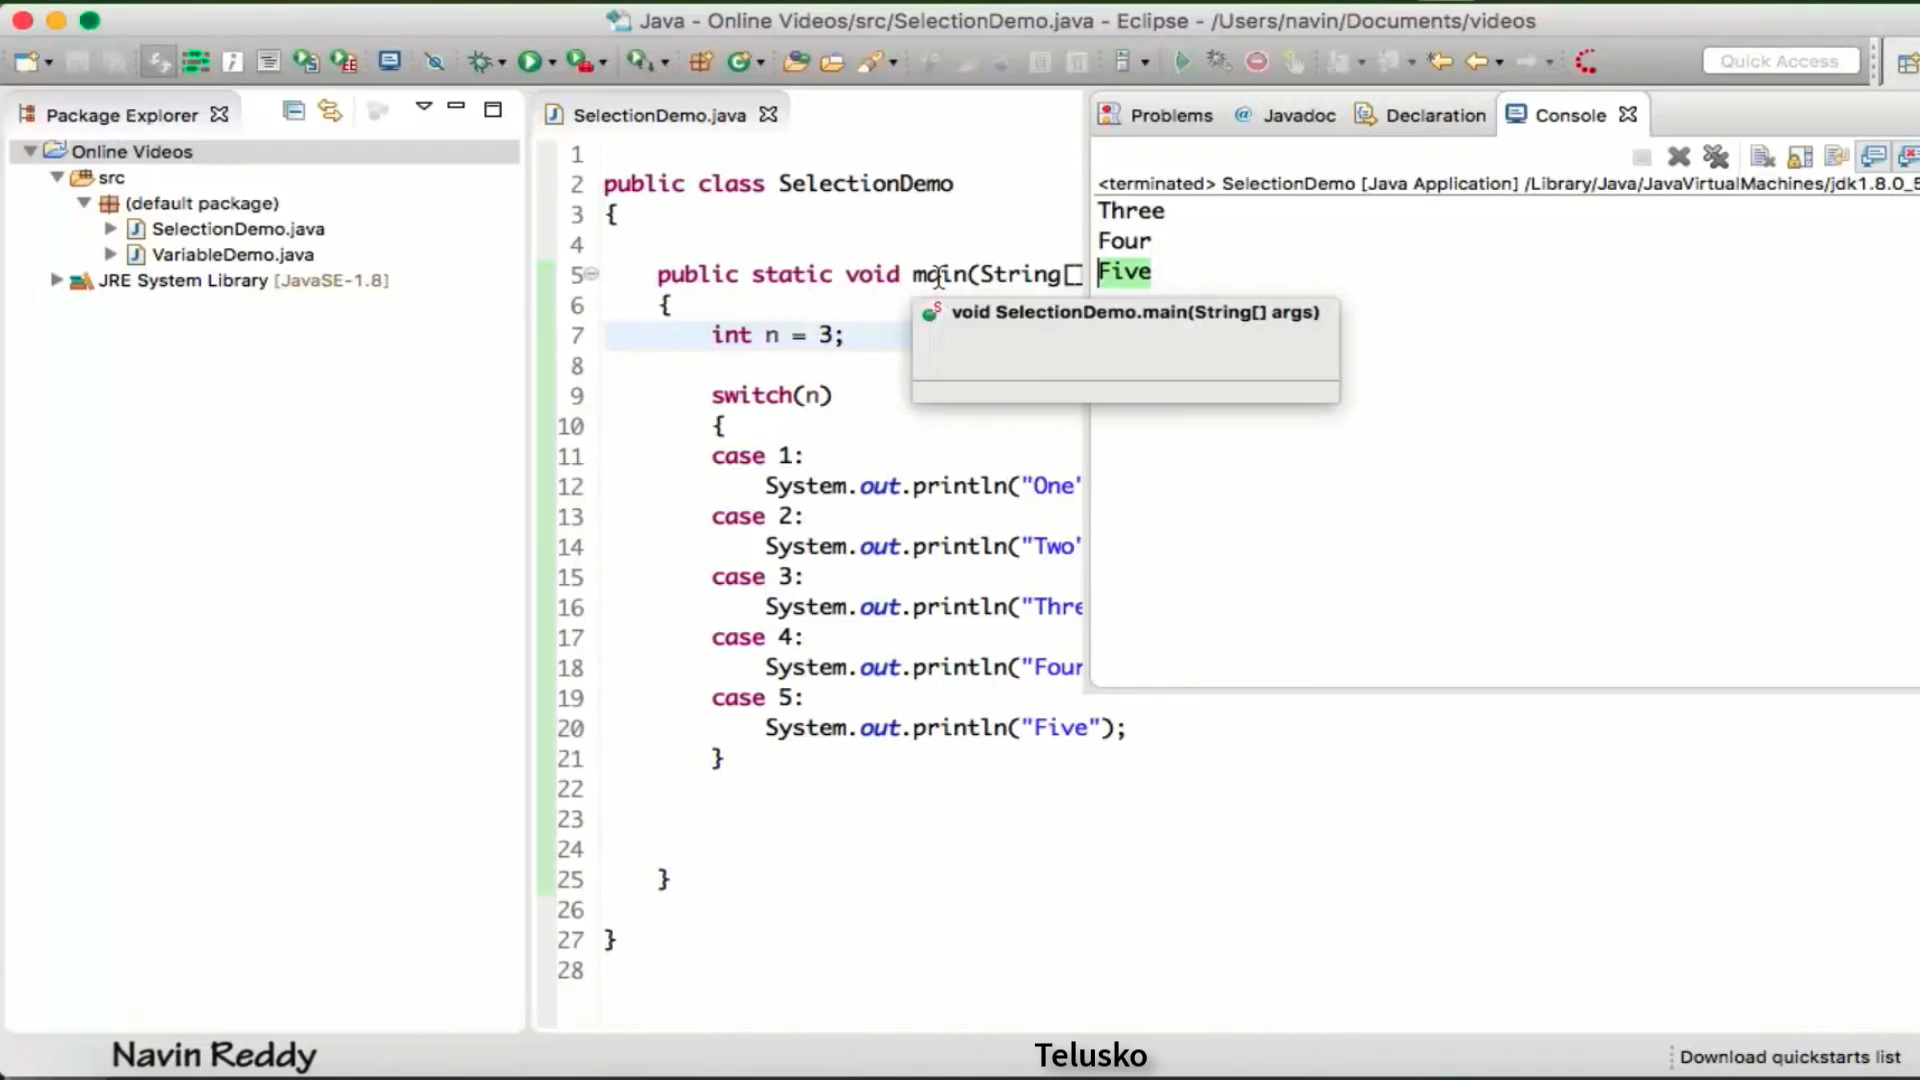 Java - Online Videos/src/SelectionDemo.java - Eclipse - /Users/navin/Documents/videos
Quick Access
Package Explorer
Online Videos
src
(default package)
SelectionDemo.java
VariableDemo.java
JRE System Library [JavaSE-1.8]
SelectionDemo.java
1
2 public class SelectionDemo
3 {
4
5 public static void main(String[]
6 {
7 int n = 3;
8
9 switch(n)
10 {
11 case 1:
12 System.out.println("One"
13 case 2:
14 System.out.println("Two"
15 case 3:
16 System.out.println("Thre
17 case 4:
18 System.out.println("Four
19 case 5:
20 System.out.println("Five");
21 }
22
23
24
25 }
26
27 }
28
void SelectionDemo.main(String[] args)
Problems Javadoc Declaration Console
<terminated> SelectionDemo [Java Application] /Library/Java/JavaVirtualMachines/jdk1.8.0_5
Three
Four
Five
Navin Reddy
Telusko
Download quickstarts list